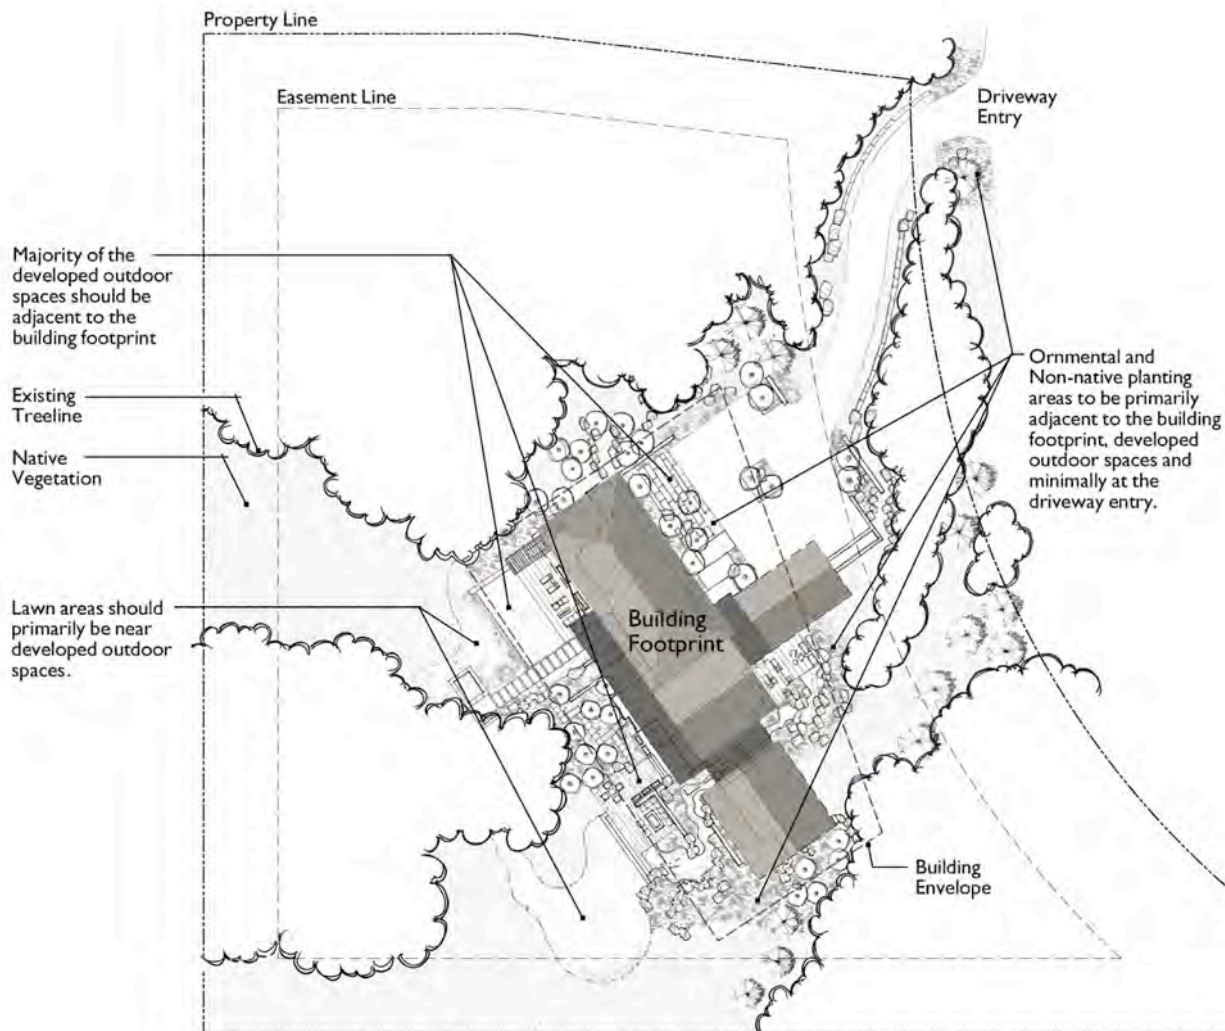 Property Line
Easement Line
Driveway
Entry
Majority of the
developed outdoor
spaces should be
adjacent to the
building footprint
Existing
Treeline
Native
Vegetation
Lawn areas should
primarily be near
developed outdoor
spaces.
Building
Footprint
Ornmental and
Non-native planting
areas to be primarily
adjacent to the building
footprint, developed
outdoor spaces and
minimally at the
driveway entry.
Building
Envelope